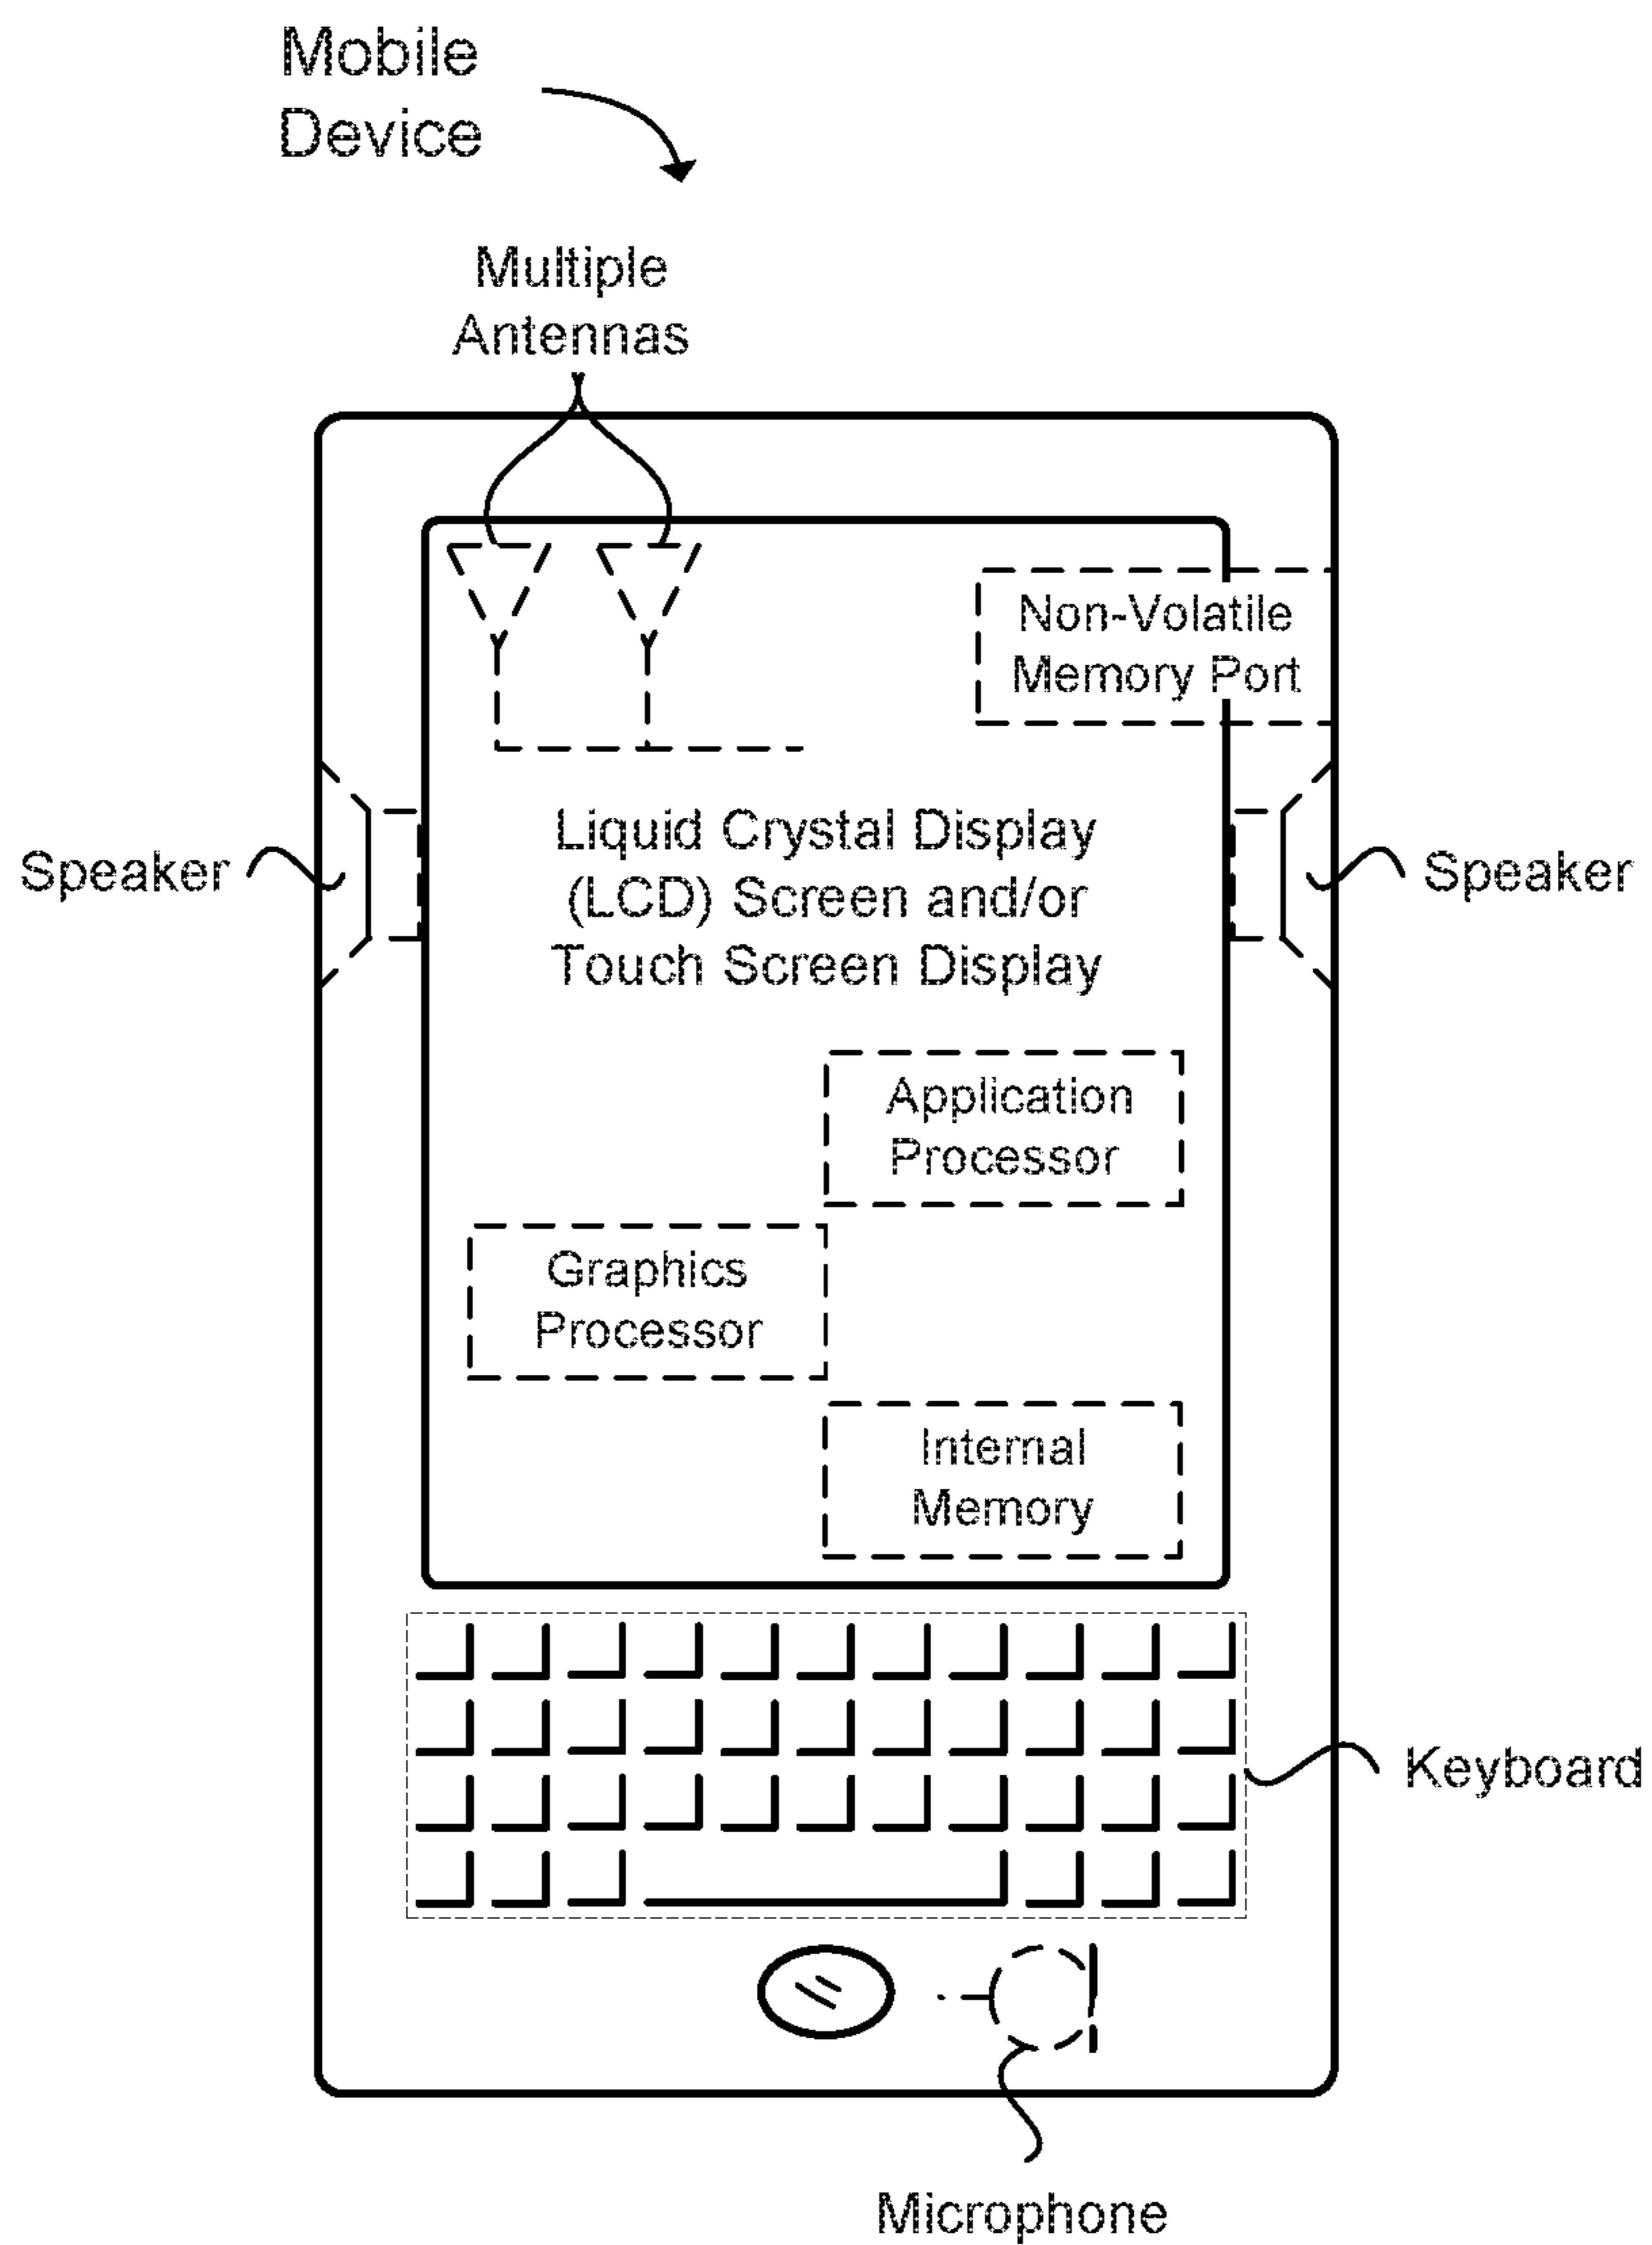 Mobile
Device
Multiple
Antennas
Non-Volatile
Memory Port
Speaker
Liquid Crystal Display
(LCD) Screen and/or
Touch Screen Display
Speaker
Application
Processor
Graphics
Processor
Internal
Memory
Keyboard
Microphone